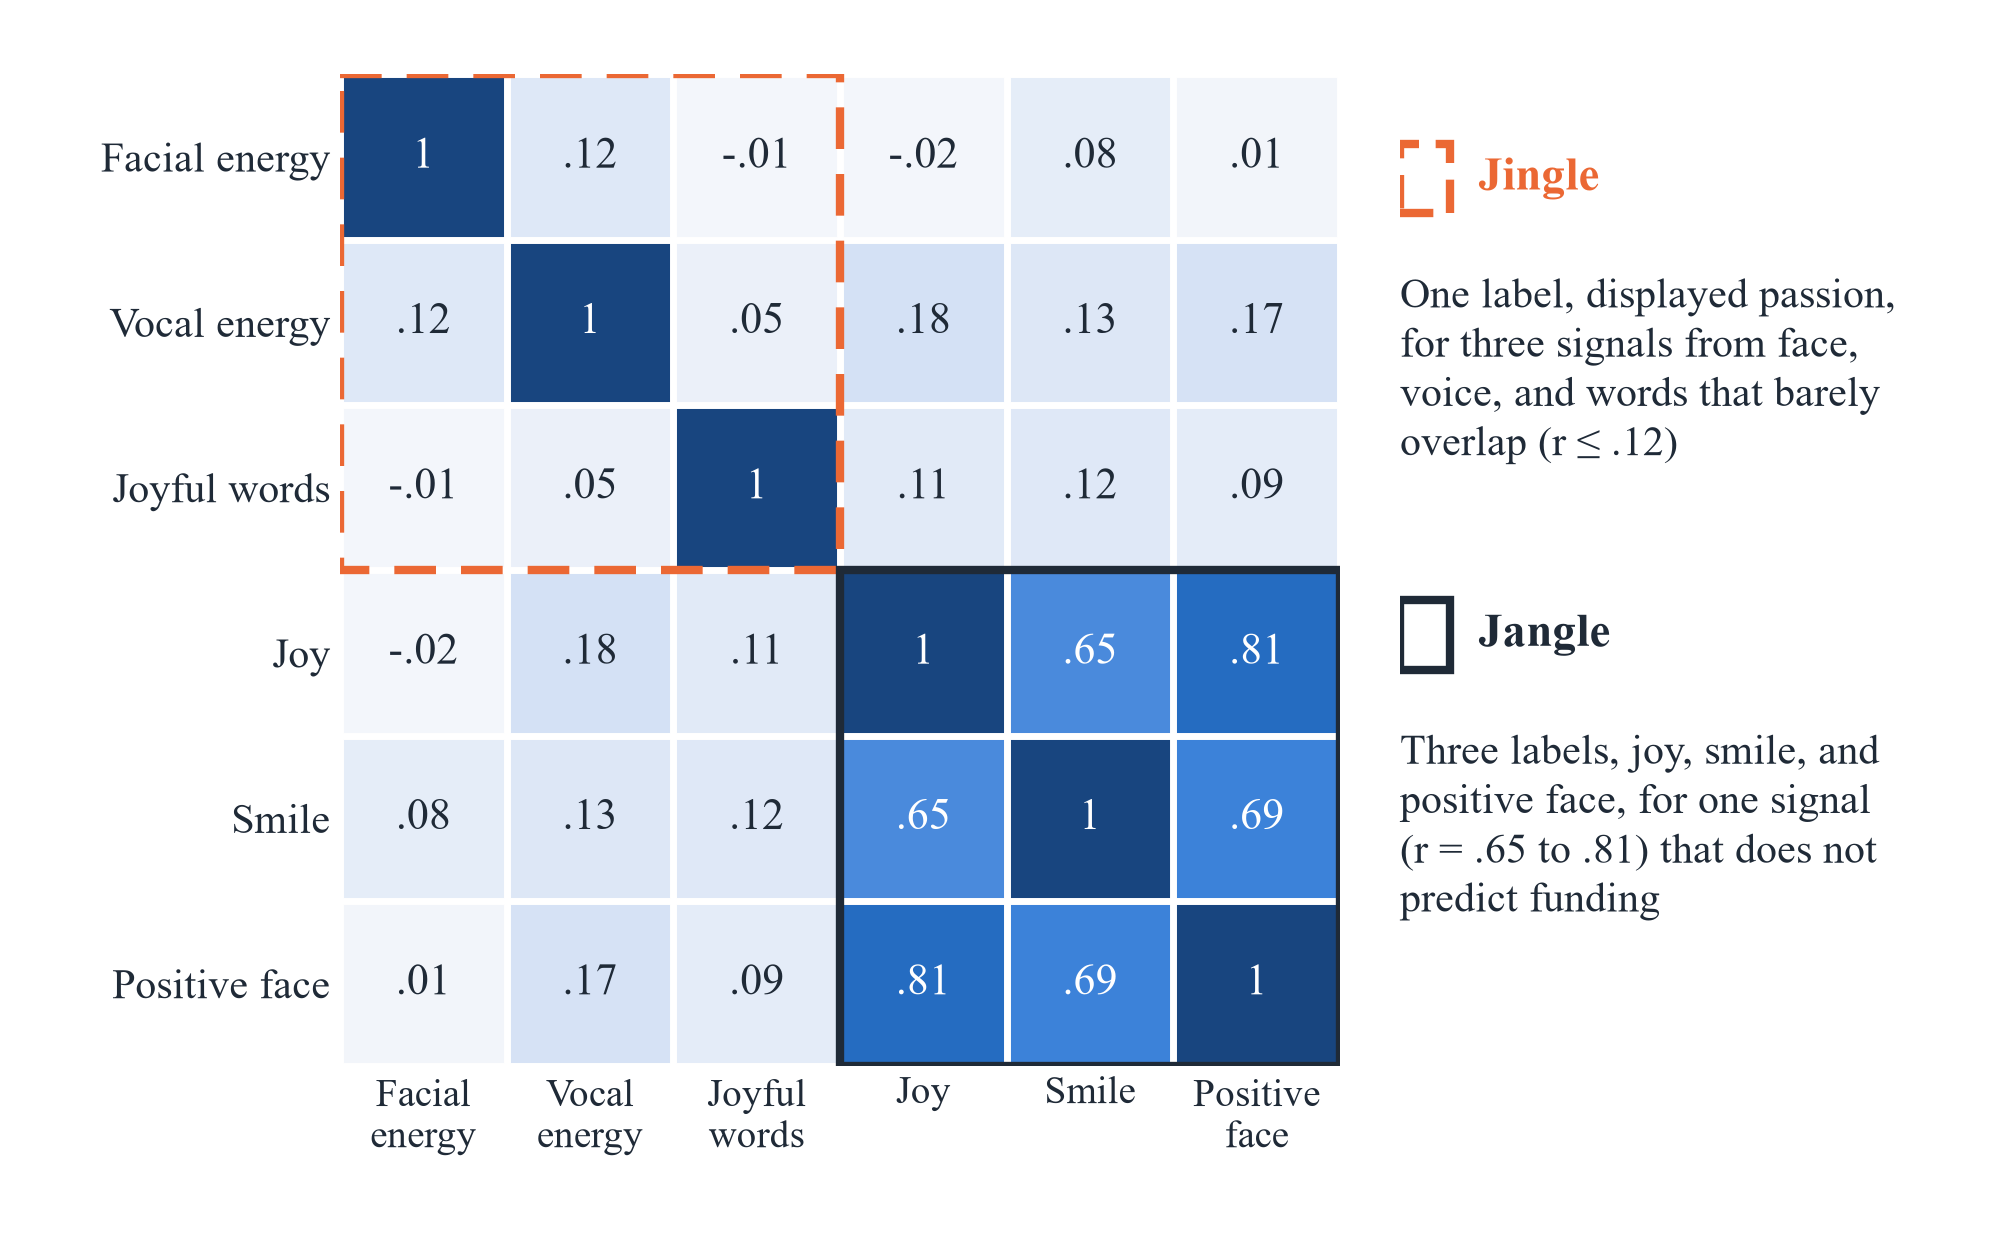 Facial energy 1 .12 -.01 -.02 .08 .01
Vocal energy .12 1 .05 .18 .13 .17
Joyful words -.01 .05 1 .11 .12 .09
Joy -.02 .18 .11 1 .65 .81
Smile .08 .13 .12 .65 1 .69
Positive face .01 .17 .09 .81 .69 1
Facial
energy
Vocal
energy
Joyful
words
Joy
Smile
Positive
face
Jingle
One label, displayed passion,
for three signals from face,
voice, and words that barely
overlap (r ≤ .12)
Jangle
Three labels, joy, smile, and
positive face, for one signal
(r = .65 to .81) that does not
predict funding